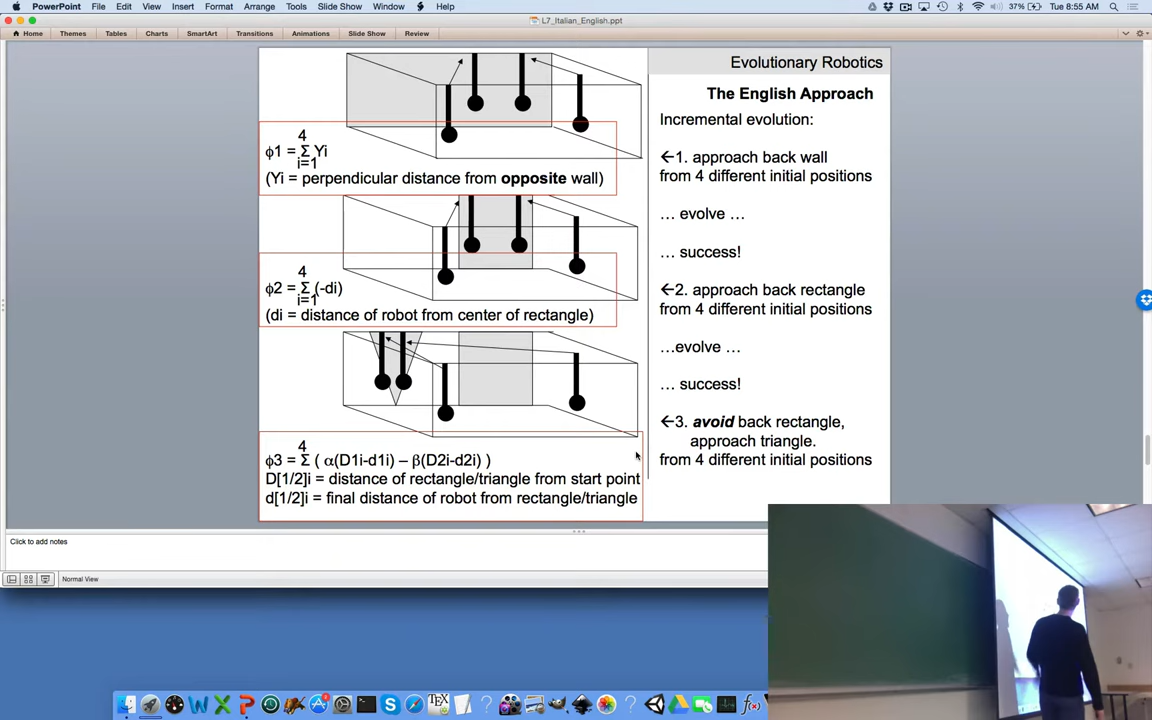 PowerPoint File Edit View Insert Format Arrange Tools Slide Show Window Help 37% Tue 8:55 AM
L7_Italian_English.ppt
Home Themes Tables Charts SmartArt Transitions Animations Slide Show Review
Evolutionary Robotics
The English Approach
Incremental evolution:
←1. approach back wall
from 4 different initial positions
… evolve …
… success!
←2. approach back rectangle
from 4 different initial positions
…evolve …
… success!
←3. avoid back rectangle,
approach triangle.
from 4 different initial positions
4
ϕ1 = Σ Yi
i=1
(Yi = perpendicular distance from opposite wall)
4
ϕ2 = Σ (-di)
i=1
(di = distance of robot from center of rectangle)
4
ϕ3 = Σ ( α(D1i-d1i) – β(D2i-d2i) )
D[1/2]i = distance of rectangle/triangle from start point
d[1/2]i = final distance of robot from rectangle/triangle
Click to add notes
Normal View
W X P S TEX ? ? f(x)